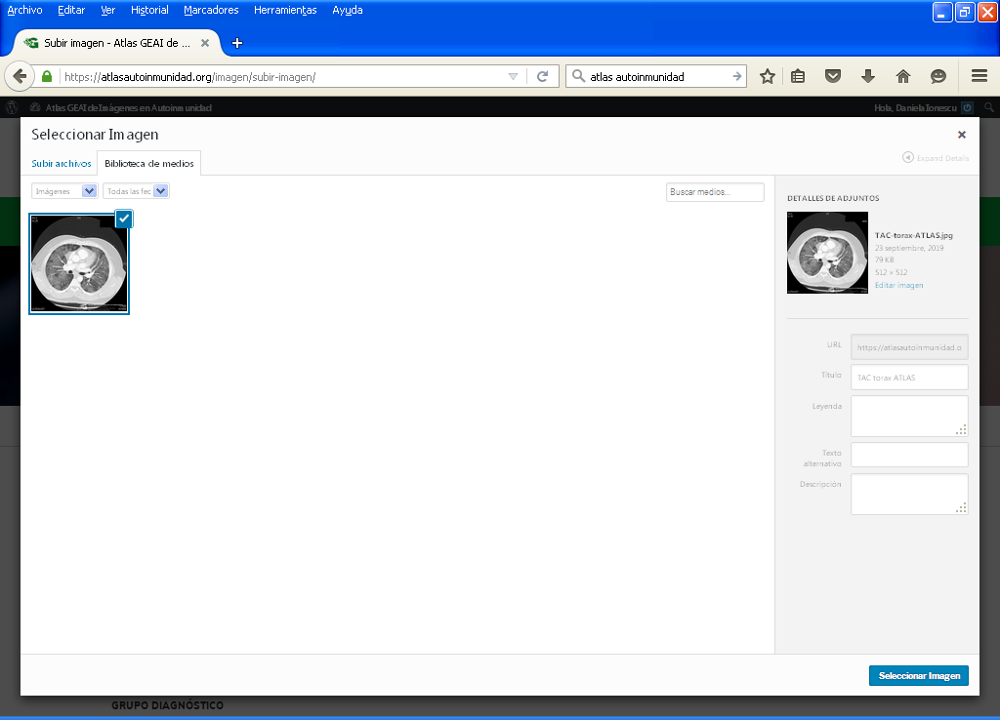 Archivo Editar Ver Historial Marcadores Herramientas Ayuda
Subir imagen - Atlas GEAI de ...
https://atlasautoinmunidad.org/imagen/subir-imagen/
atlas autoinmunidad
Atlas GEAI de Imágenes en Autoinmunidad
Hola, Daniela Ionescu
Seleccionar Imagen
Subir archivos
Biblioteca de medios
Expand Details
Imágenes
Todas las fec
Buscar medios...
DETALLES DE ADJUNTOS
TAC-torax-ATLAS.jpg
23 septiembre, 2019
79 KB
512 × 512
Editar imagen
URL
https://atlasautoinmunidad.o
Título
TAC torax ATLAS
Leyenda
Texto
alternativo
Descripción
Seleccionar Imagen
GRUPO DIAGNÓSTICO